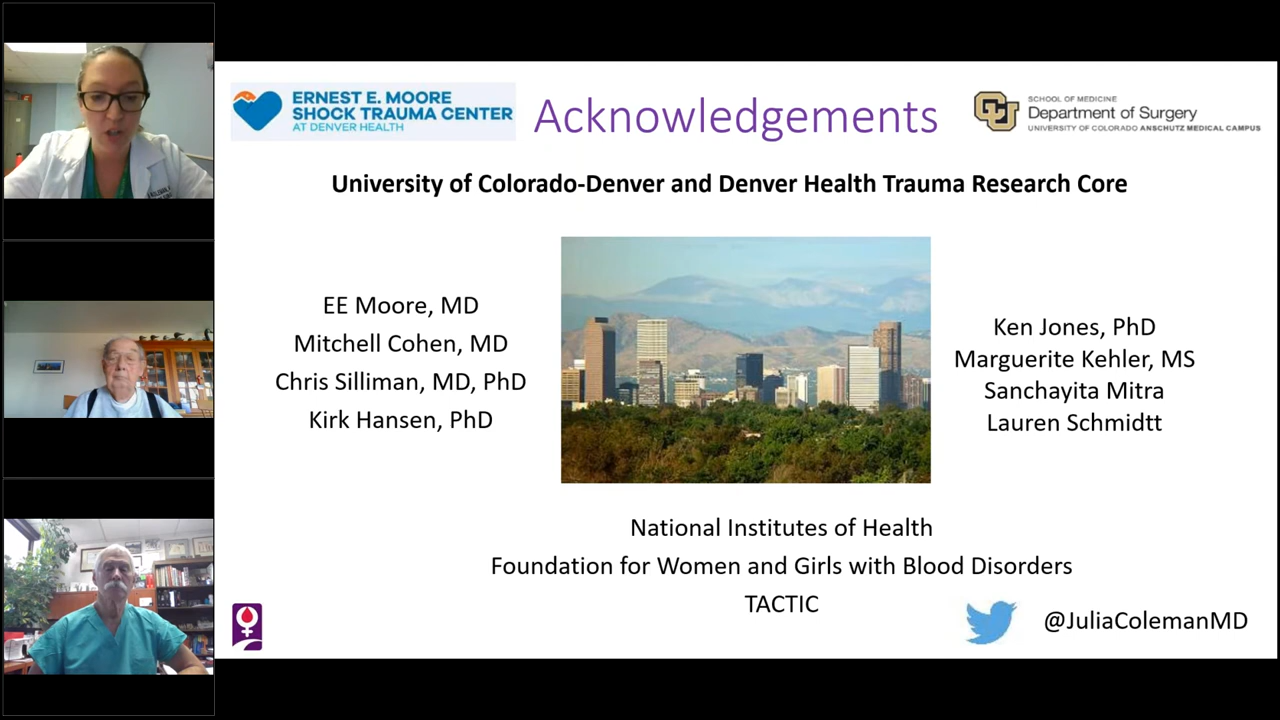 ERNEST E. MOORE
SHOCK TRAUMA CENTER
AT DENVER HEALTH
Acknowledgements
SCHOOL OF MEDICINE
Department of Surgery
UNIVERSITY OF COLORADO ANSCHUTZ MEDICAL CAMPUS
University of Colorado-Denver and Denver Health Trauma Research Core
EE Moore, MD
Mitchell Cohen, MD
Chris Silliman, MD, PhD
Kirk Hansen, PhD
Ken Jones, PhD
Marguerite Kehler, MS
Sanchayita Mitra
Lauren Schmidtt
National Institutes of Health
Foundation for Women and Girls with Blood Disorders
TACTIC
@JuliaColemanMD